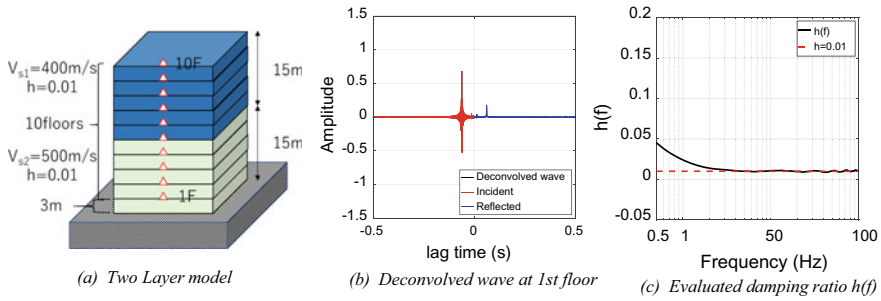 10F
V_s1=400m/s
h=0.01
15m
10floors
15m
V_s2=500m/s
h=0.01
1F
3m
(a) Two Layer model
(b)
Amplitude
1.5
1
0.5
0
-0.5
-1
-1.5
Deconvolved wave
Incident
Reflected
-0.5
0
0.5
lag time (s)
(b) Deconvolved wave at 1st floor
(c)
h(f)
0.2
0.15
0.1
0.05
0
-0.05
h(f)
h=0.01
0.5
1
50
100
Frequency (Hz)
(c) Evaluated damping ratio h(f)